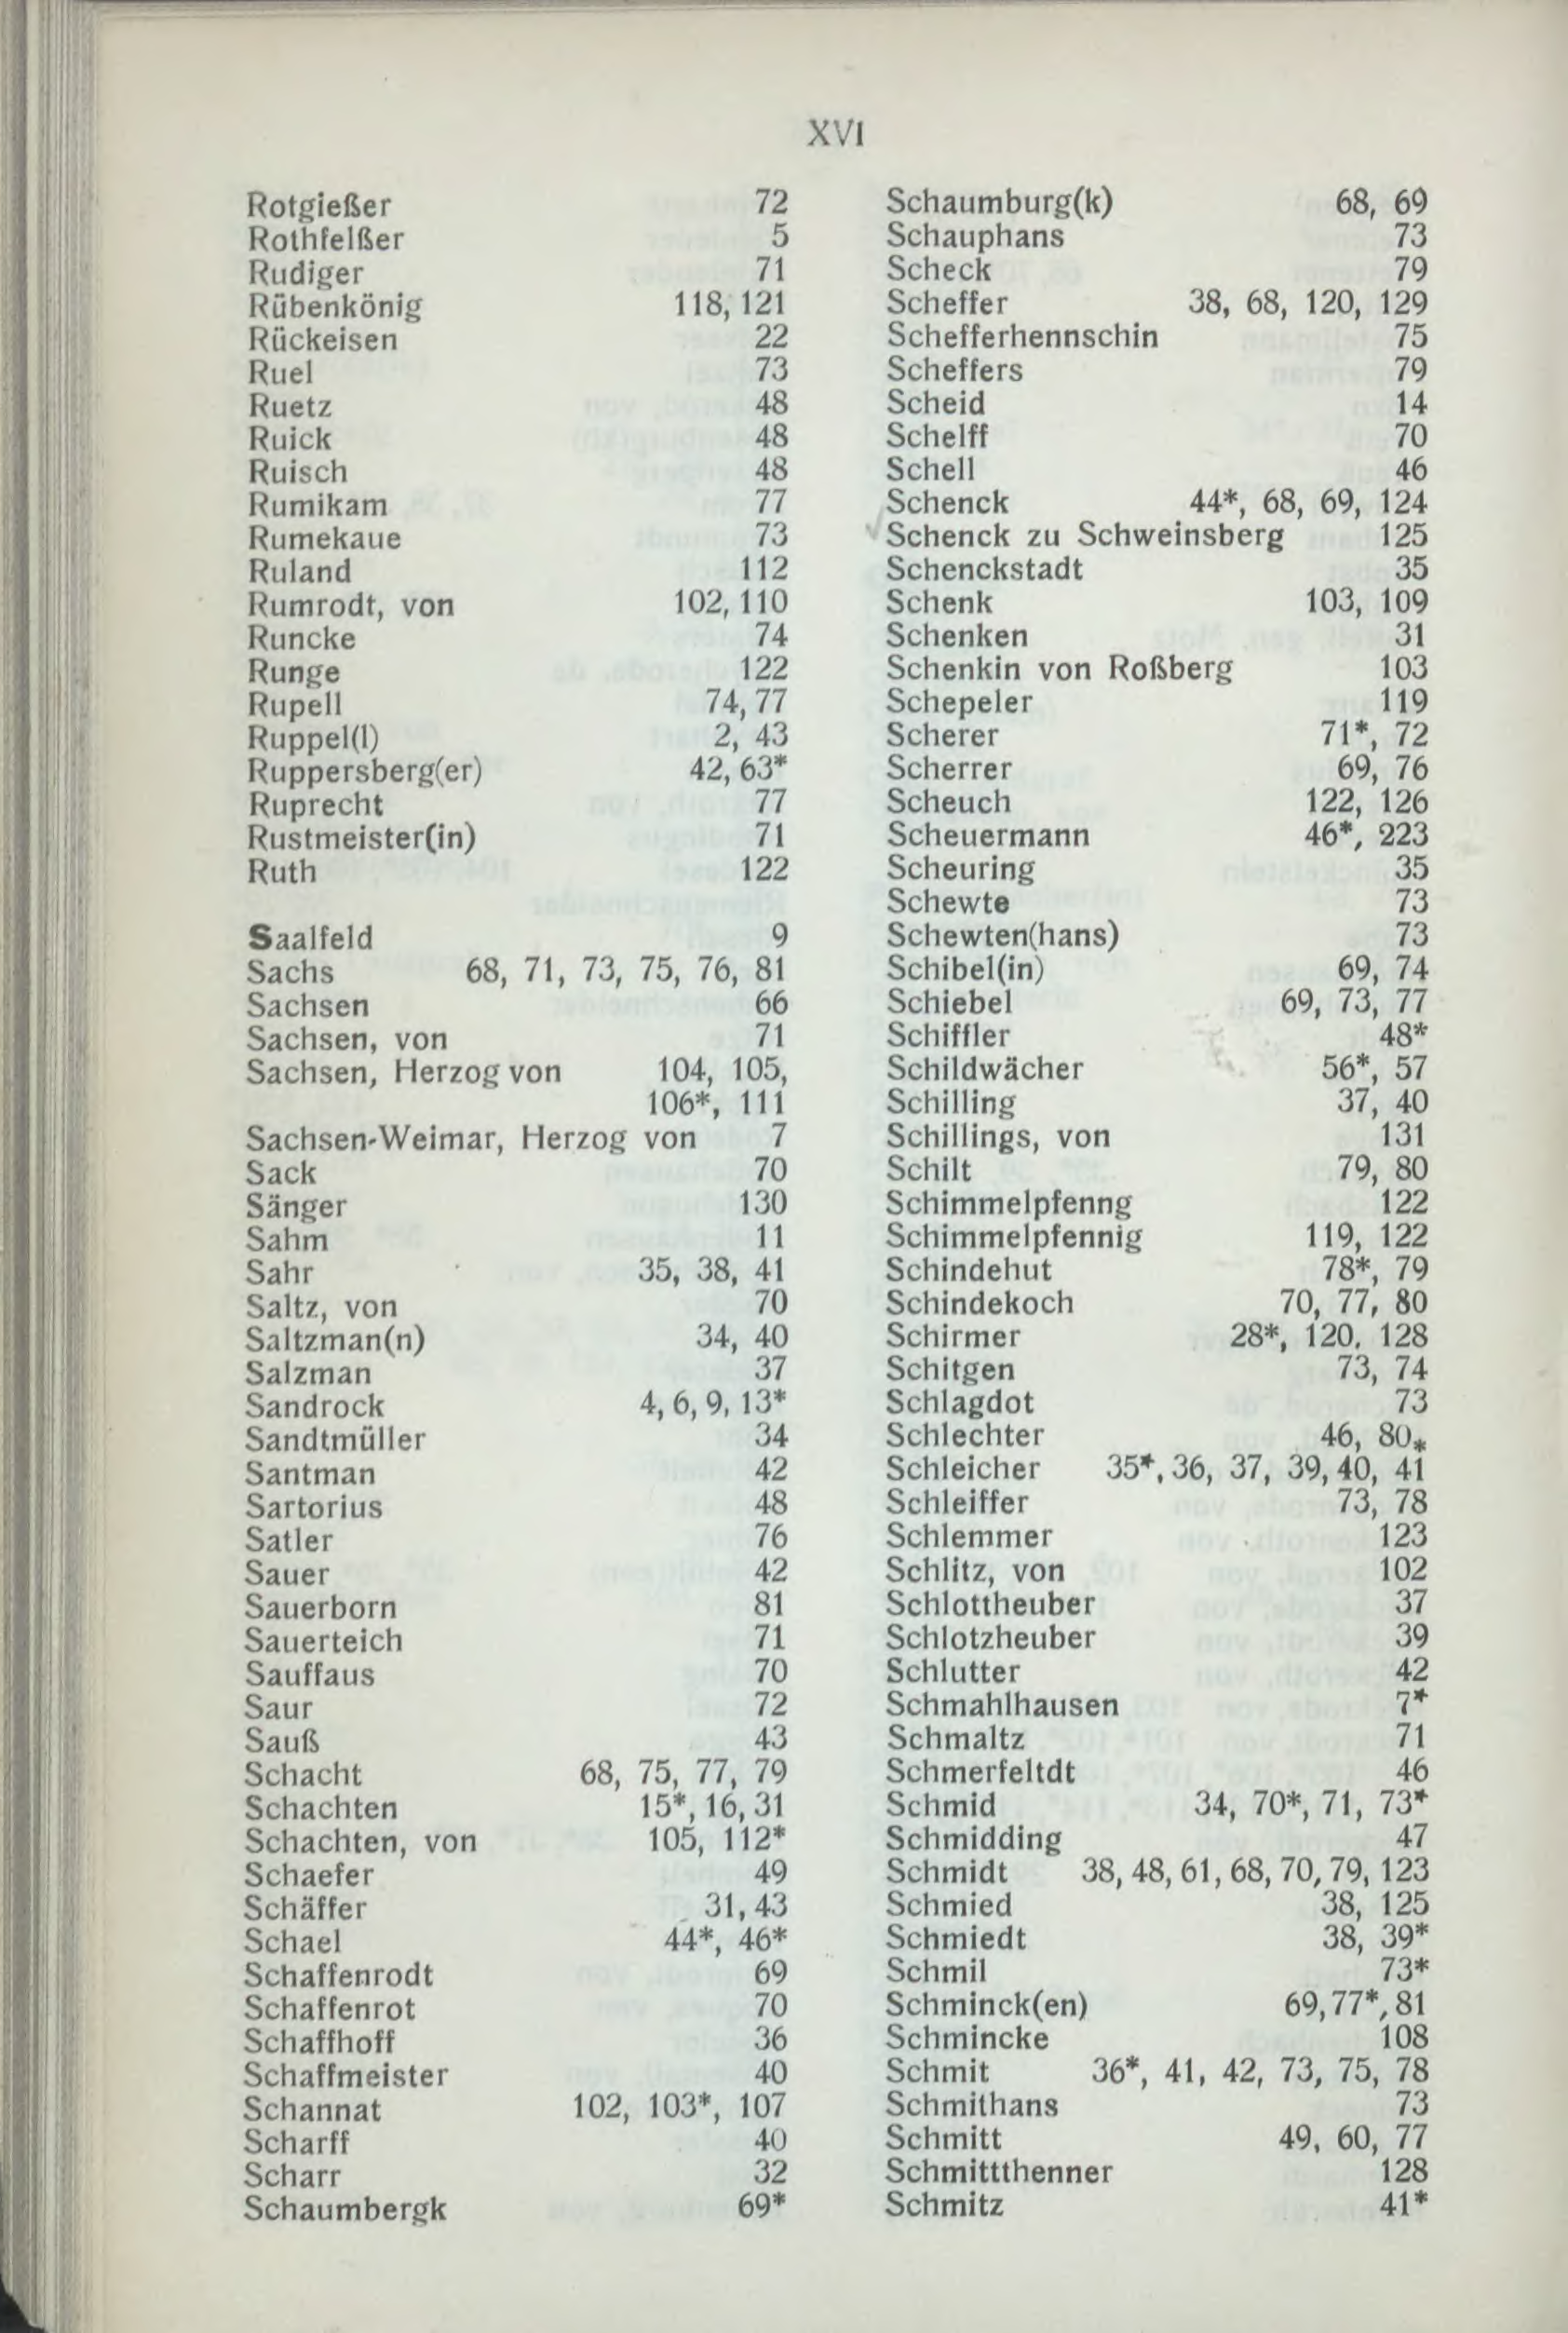 XVI
Rotgießer 72
Rothfelßer 5
Rudiger 71
Rübenkönig 118, 121
Rückeisen 22
Ruel 73
Ruetz 48
Ruick 48
Ruisch 48
Rumikam 77
Rumekaue 73
Ruland 112
Rumrodt, von 102, 110
Runcke 74
Runge 122
Rupell 74, 77
Ruppel(l) 2, 43
Ruppersberg(er) 42, 63*
Ruprecht 77
Rustmeister(in) 71
Ruth 122
Saalfeld 9
Sachs 68, 71, 73, 75, 76, 81
Sachsen 66
Sachsen, von 71
Sachsen, Herzog von 104, 105,
106*, 111
Sachsen-Weimar, Herzog von 7
Sack 70
Sänger 130
Sahm 11
Sahr 35, 38, 41
Saltz, von 70
Saltzman(n) 34, 40
Salzman 37
Sandrock 4, 6, 9, 13*
Sandtmüller 34
Santman 42
Sartorius 48
Satler 76
Sauer 42
Sauerborn 81
Sauerteich 71
Sauffaus 70
Saur 72
Sauß 43
Schacht 68, 75, 77, 79
Schachten 15*, 16, 31
Schachten, von 105, 112*
Schaefer 49
Schäffer 31, 43
Schael 44*, 46*
Schaffenrodt 69
Schaffenrot 70
Schaffhoff 36
Schaffmeister 40
Schannat 102, 103*, 107
Scharff 40
Scharr 32
Schaumbergk 69*
Schaumburg(k) 68, 69
Schauphans 73
Scheck 79
Scheffer 38, 68, 120, 129
Schefferhennschin 75
Scheffers 79
Scheid 14
Schelff 70
Schell 46
Schenck 44*, 68, 69, 124
Schenck zu Schweinsberg 125
Schenckstadt 35
Schenk 103, 109
Schenken 31
Schenkin von Roßberg 103
Schepeler 119
Scherer 71*, 72
Scherrer 69, 76
Scheuch 122, 126
Scheuermann 46*, 223
Scheuring 35
Schewte 73
Schewten(hans) 73
Schibel(in) 69, 74
Schiebel 69, 73, 77
Schiffler 48*
Schildwächer 56*, 57
Schilling 37, 40
Schillings, von 131
Schilt 79, 80
Schimmelpfenng 122
Schimmelpfennig 119, 122
Schindehut 78*, 79
Schindekoch 70, 77, 80
Schirmer 28*, 120, 128
Schitgen 73, 74
Schlagdot 73
Schlechter 46, 80*
Schleicher 35*, 36, 37, 39, 40, 41
Schleiffer 73, 78
Schlemmer 123
Schlitz, von 102
Schlottheuber 37
Schlotzheuber 39
Schlutter 42
Schmahlhausen 7*
Schmaltz 71
Schmerfeltdt 46
Schmid 34, 70*, 71, 73*
Schmidding 47
Schmidt 38, 48, 61, 68, 70, 79, 123
Schmied 38, 125
Schmiedt 38, 39*
Schmil 73*
Schminck(en) 69, 77*, 81
Schmincke 108
Schmit 36*, 41, 42, 73, 75, 78
Schmithans 73
Schmitt 49, 60, 77
Schmittthenner 128
Schmitz 41*